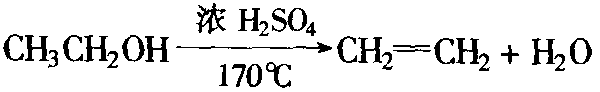 浓 H₂SO₄
CH₃CH₂OH⟶CH₂═CH₂ + H₂O
170℃